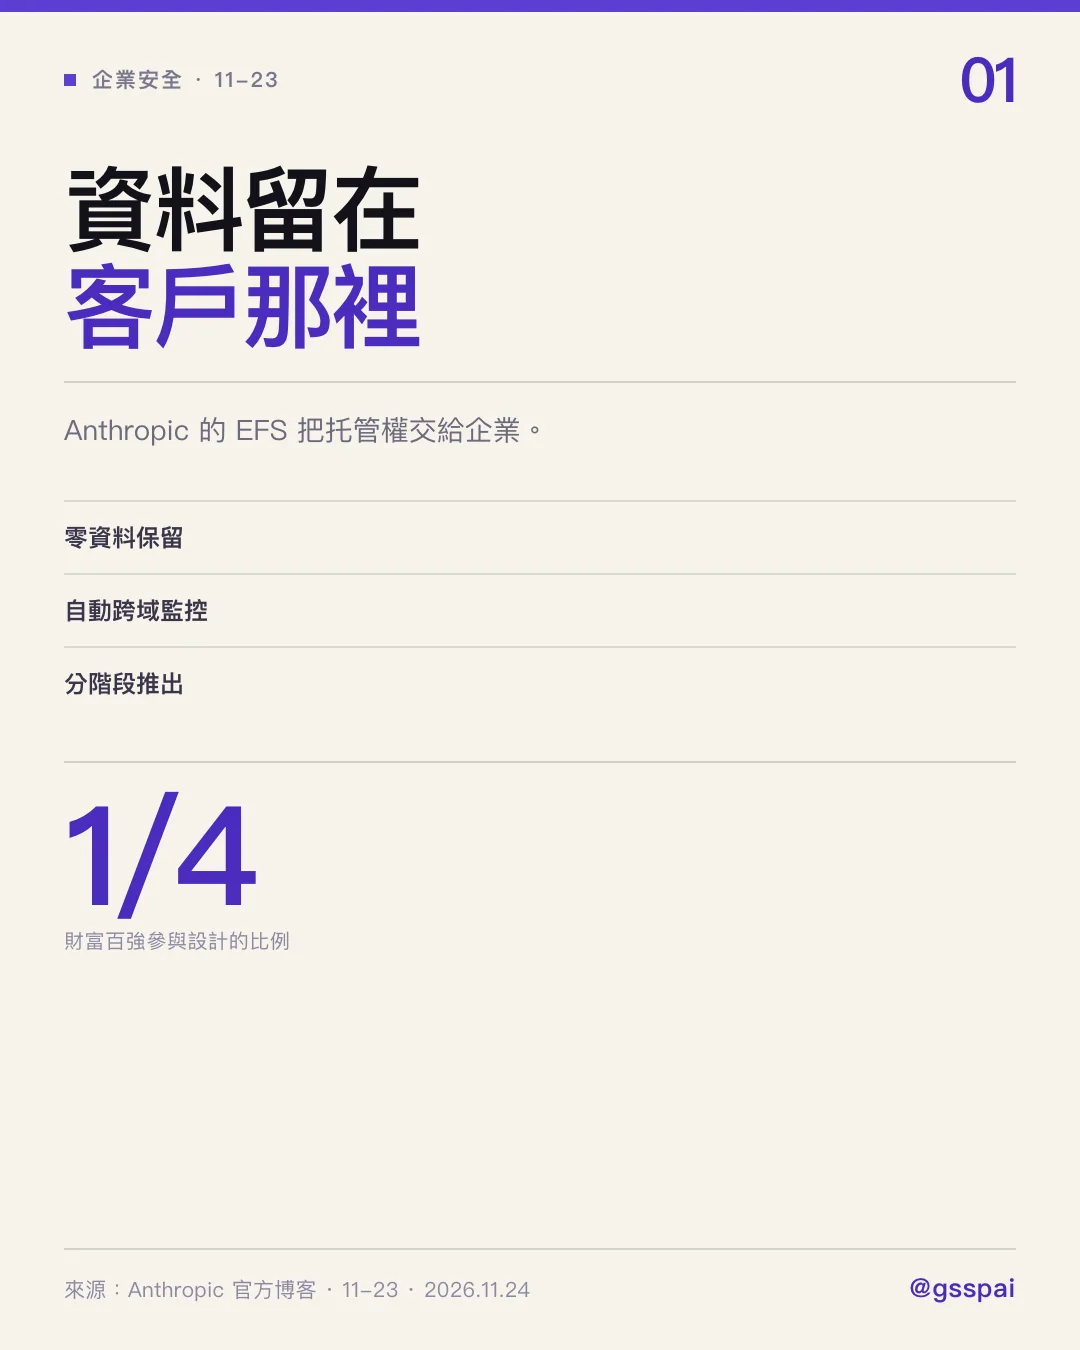 企業安全 · 11–23
01
資料留在
客戶那裡
Anthropic 的 EFS 把托管權交給企業。
零資料保留
自動跨域監控
分階段推出
1/4
財富百強參與設計的比例
來源：Anthropic 官方博客 · 11–23 · 2026.11.24
@gsspai